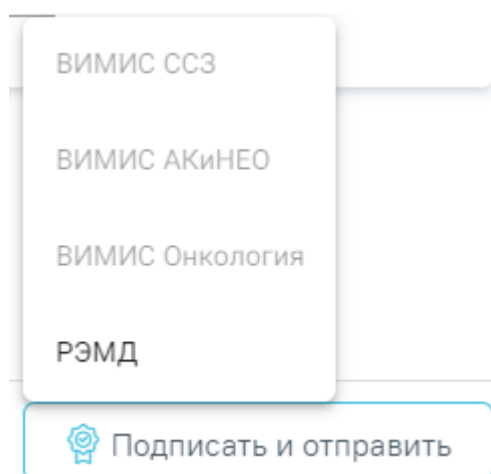 ВИМИС ССЗ
ВИМИС АКиНЕО
ВИМИС Онкология
РЭМД
Подписать и отправить